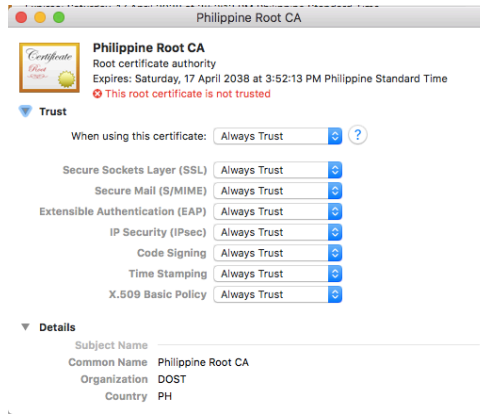 Philippine Root CA
Certificate
Root
Philippine Root CA
Root certificate authority
Expires: Saturday, 17 April 2038 at 3:52:13 PM Philippine Standard Time
This root certificate is not trusted
Trust
When using this certificate: Always Trust ?
Secure Sockets Layer (SSL) Always Trust
Secure Mail (S/MIME) Always Trust
Extensible Authentication (EAP) Always Trust
IP Security (IPsec) Always Trust
Code Signing Always Trust
Time Stamping Always Trust
X.509 Basic Policy Always Trust
Details
Subject Name
Common Name Philippine Root CA
Organization DOST
Country PH